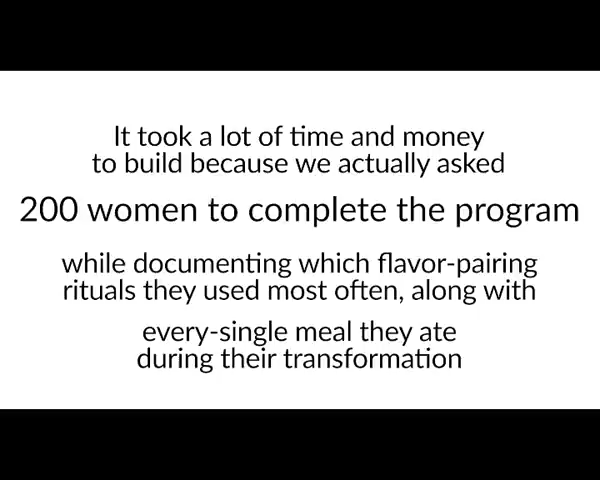 It took a lot of time and money
to build because we actually asked
200 women to complete the program
while documenting which flavor-pairing
rituals they used most often, along with
every-single meal they ate
during their transformation